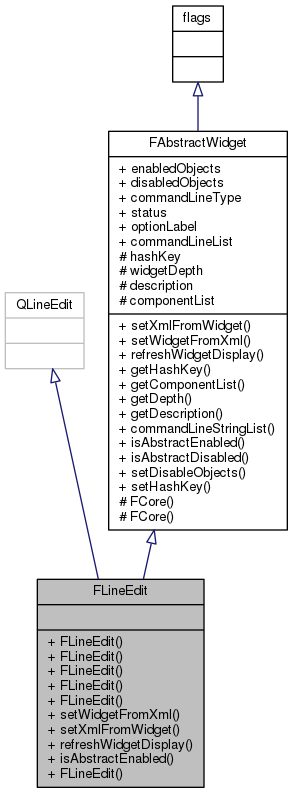 flags
FAbstractWidget
+ enabledObjects
+ disabledObjects
+ commandLineType
+ status
+ optionLabel
+ commandLineList
# hashKey
# widgetDepth
# description
# componentList
+ setXmlFromWidget()
+ setWidgetFromXml()
+ refreshWidgetDisplay()
+ getHashKey()
+ getComponentList()
+ getDepth()
+ getDescription()
+ commandLineStringList()
+ isAbstractEnabled()
+ isAbstractDisabled()
+ setDisableObjects()
+ setHashKey()
# FCore()
# FCore()
QLineEdit
FLineEdit
+ FLineEdit()
+ FLineEdit()
+ FLineEdit()
+ FLineEdit()
+ FLineEdit()
+ setWidgetFromXml()
+ setXmlFromWidget()
+ refreshWidgetDisplay()
+ isAbstractEnabled()
+ FLineEdit()